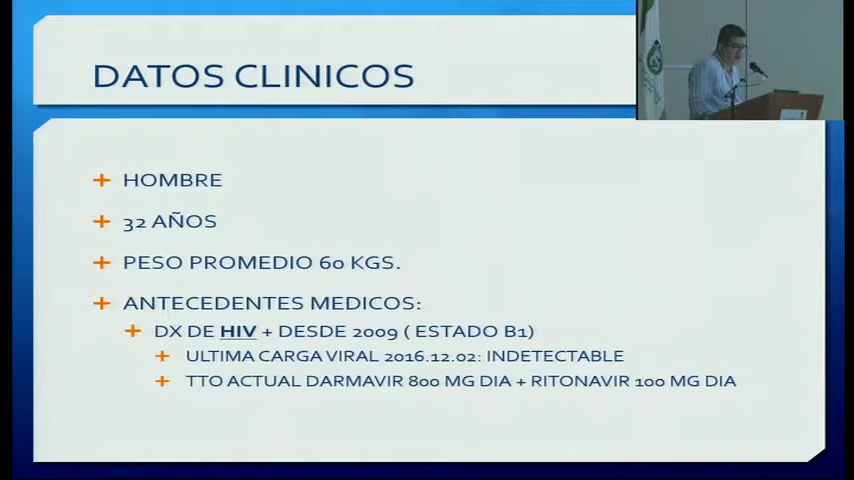 DATOS CLINICOS
+ HOMBRE
+ 32 AÑOS
+ PESO PROMEDIO 60 KGS.
+ ANTECEDENTES MEDICOS:
+ DX DE HIV + DESDE 2009 ( ESTADO B1)
+ ULTIMA CARGA VIRAL 2016.12.02: INDETECTABLE
+ TTO ACTUAL DARMAVIR 800 MG DIA + RITONAVIR 100 MG DIA